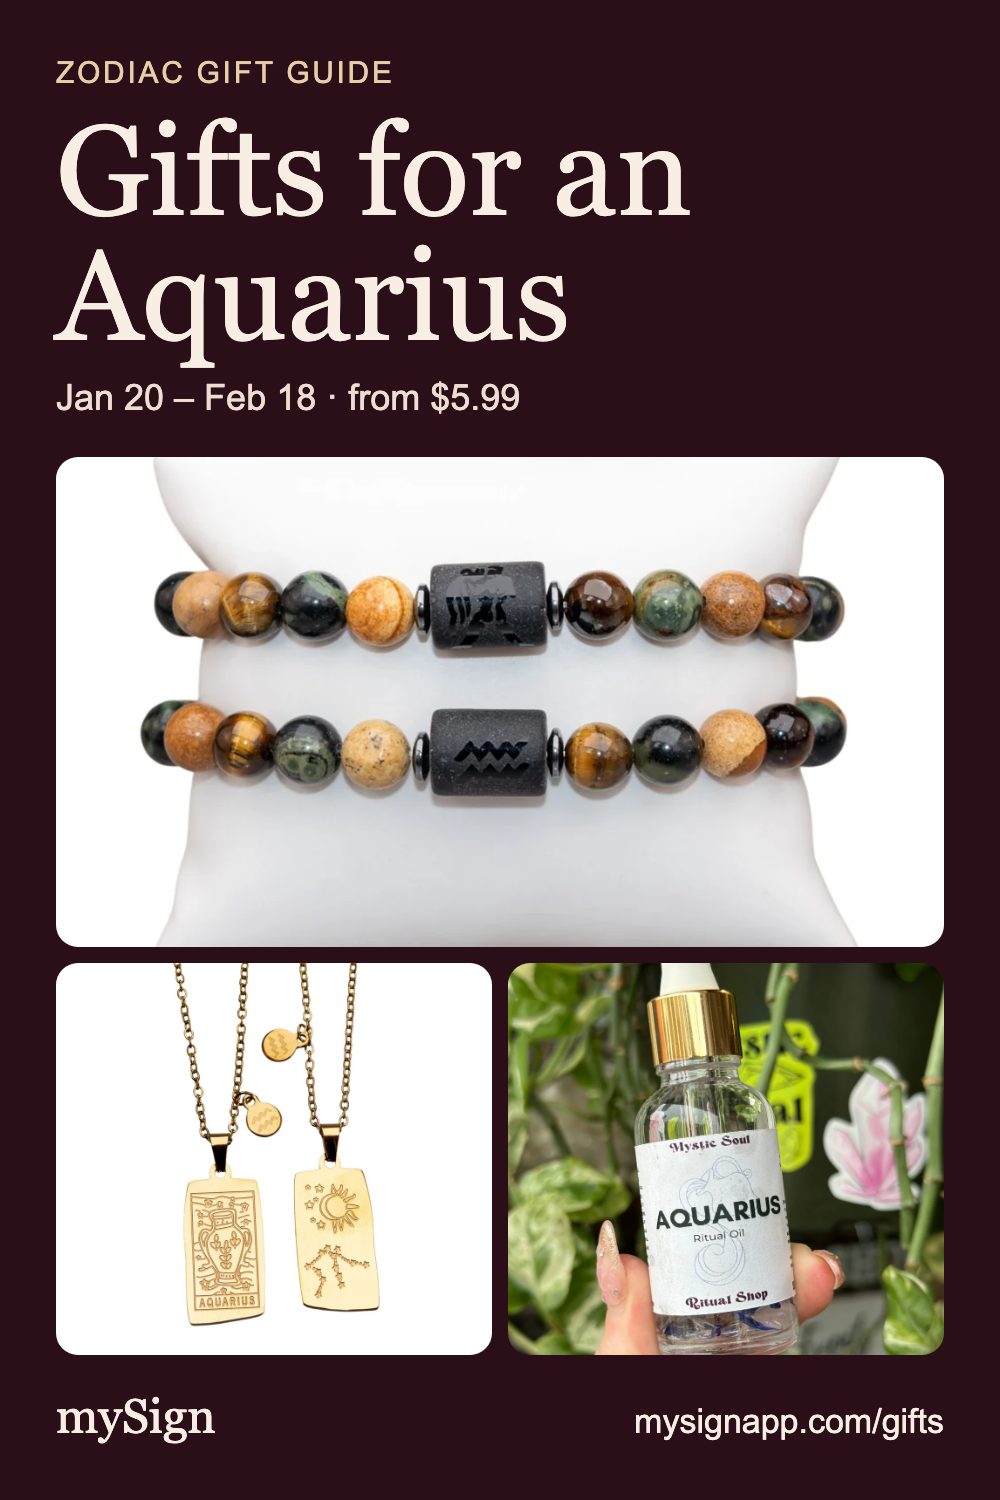 ZODIAC GIFT GUIDE
Gifts for an
Aquarius
Jan 20 – Feb 18 · from $5.99
AQUARIUS
Mystic Soul
AQUARIUS
Ritual Oil
Ritual Shop
mySign
mysignapp.com/gifts